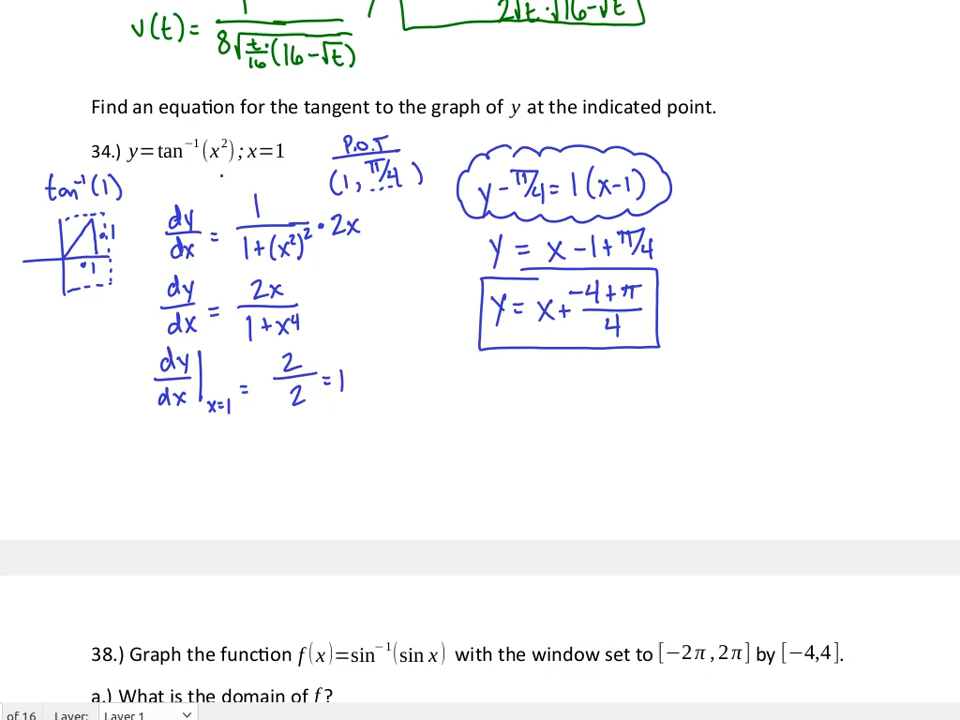 v(t) = 1 / 8√(t/16) (16-√t)
2√t · √16-√t
Find an equation for the tangent to the graph of y at the indicated point.
34.) y=tan⁻¹(x²); x=1
P.O.T
(1, π/4)
tan⁻¹(1)
1
1
dy/dx = 1/(1+(x²)²) · 2x
dy/dx = 2x/(1+x⁴)
dy/dx |x=1 = 2/2 = 1
y - π/4 = 1(x-1)
y = x - 1 + π/4
y = x + (-4+π)/4
38.) Graph the function f(x)=sin⁻¹(sin x) with the window set to [-2π,2π] by [-4,4].
a.) What is the domain of f?
of 16 Layer: Layer 1